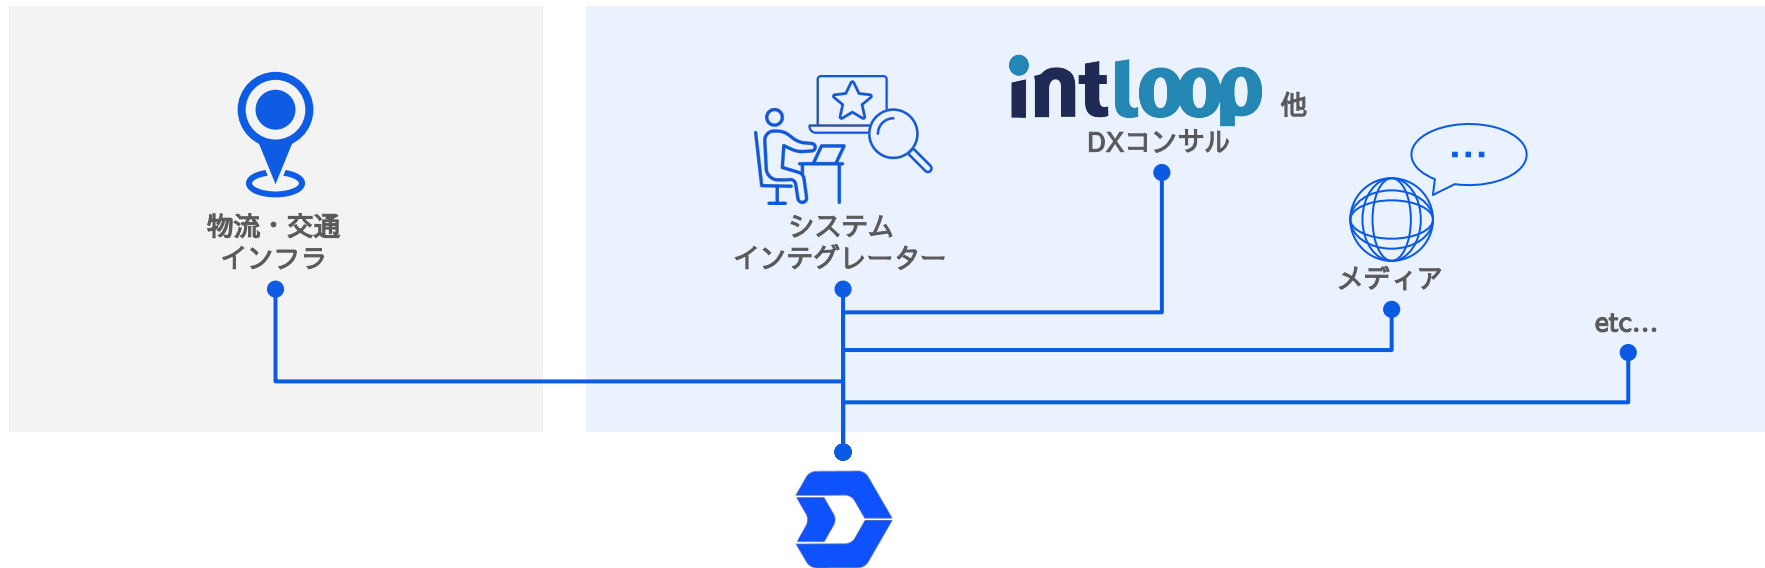 物流・交通
インフラ
システム
インテグレーター
intloop 他
DXコンサル
メディア
etc...